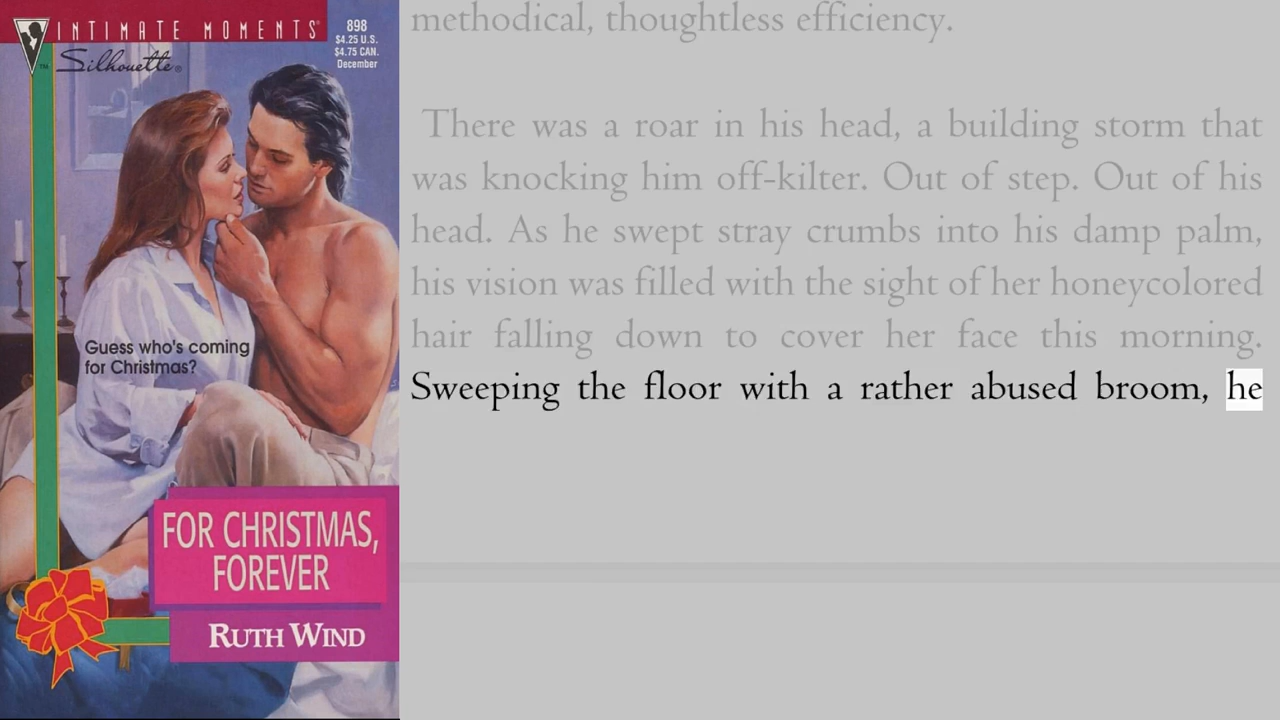 INTIMATE MOMENTS®
Silhouette®
TM
898
$4.25 U.S.
$4.75 CAN.
December
Guess who's coming
for Christmas?
FOR CHRISTMAS,
FOREVER
RUTH WIND
methodical, thoughtless efficiency.
There was a roar in his head, a building storm that
was knocking him off-kilter. Out of step. Out of his
head. As he swept stray crumbs into his damp palm,
his vision was filled with the sight of her honeycolored
hair falling down to cover her face this morning.
Sweeping the floor with a rather abused broom, he